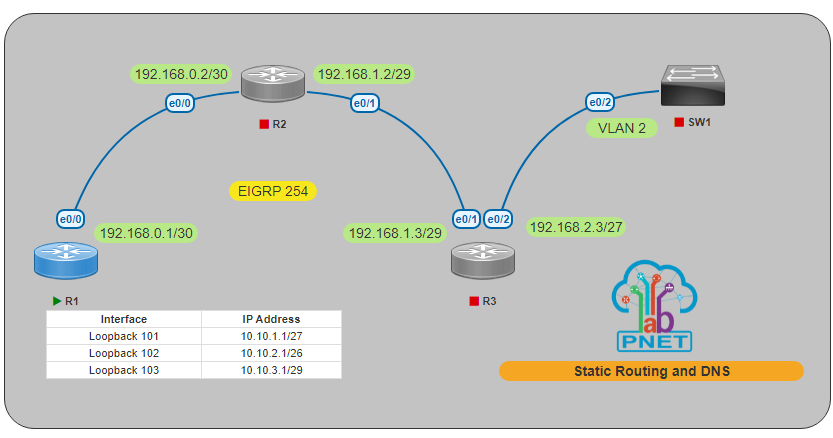 192.168.0.2/30
192.168.1.2/29
e0/0
e0/1
R2
e0/2
VLAN 2
SW1
EIGRP 254
e0/0
192.168.0.1/30
192.168.1.3/29
e0/1
e0/2
192.168.2.3/27
R1
R3
Interface IP Address
Loopback 101 10.10.1.1/27
Loopback 102 10.10.2.1/26
Loopback 103 10.10.3.1/29
lab
PNET
Static Routing and DNS